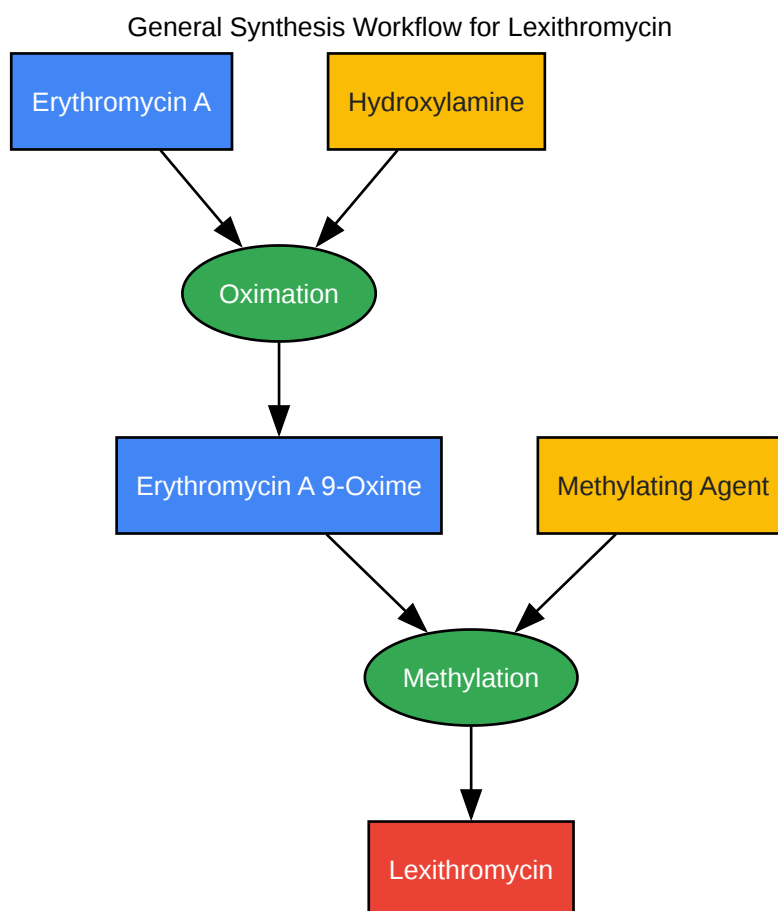 General Synthesis Workflow for Lexithromycin
Erythromycin A
Hydroxylamine
Oximation
Erythromycin A 9-Oxime
Methylating Agent
Methylation
Lexithromycin